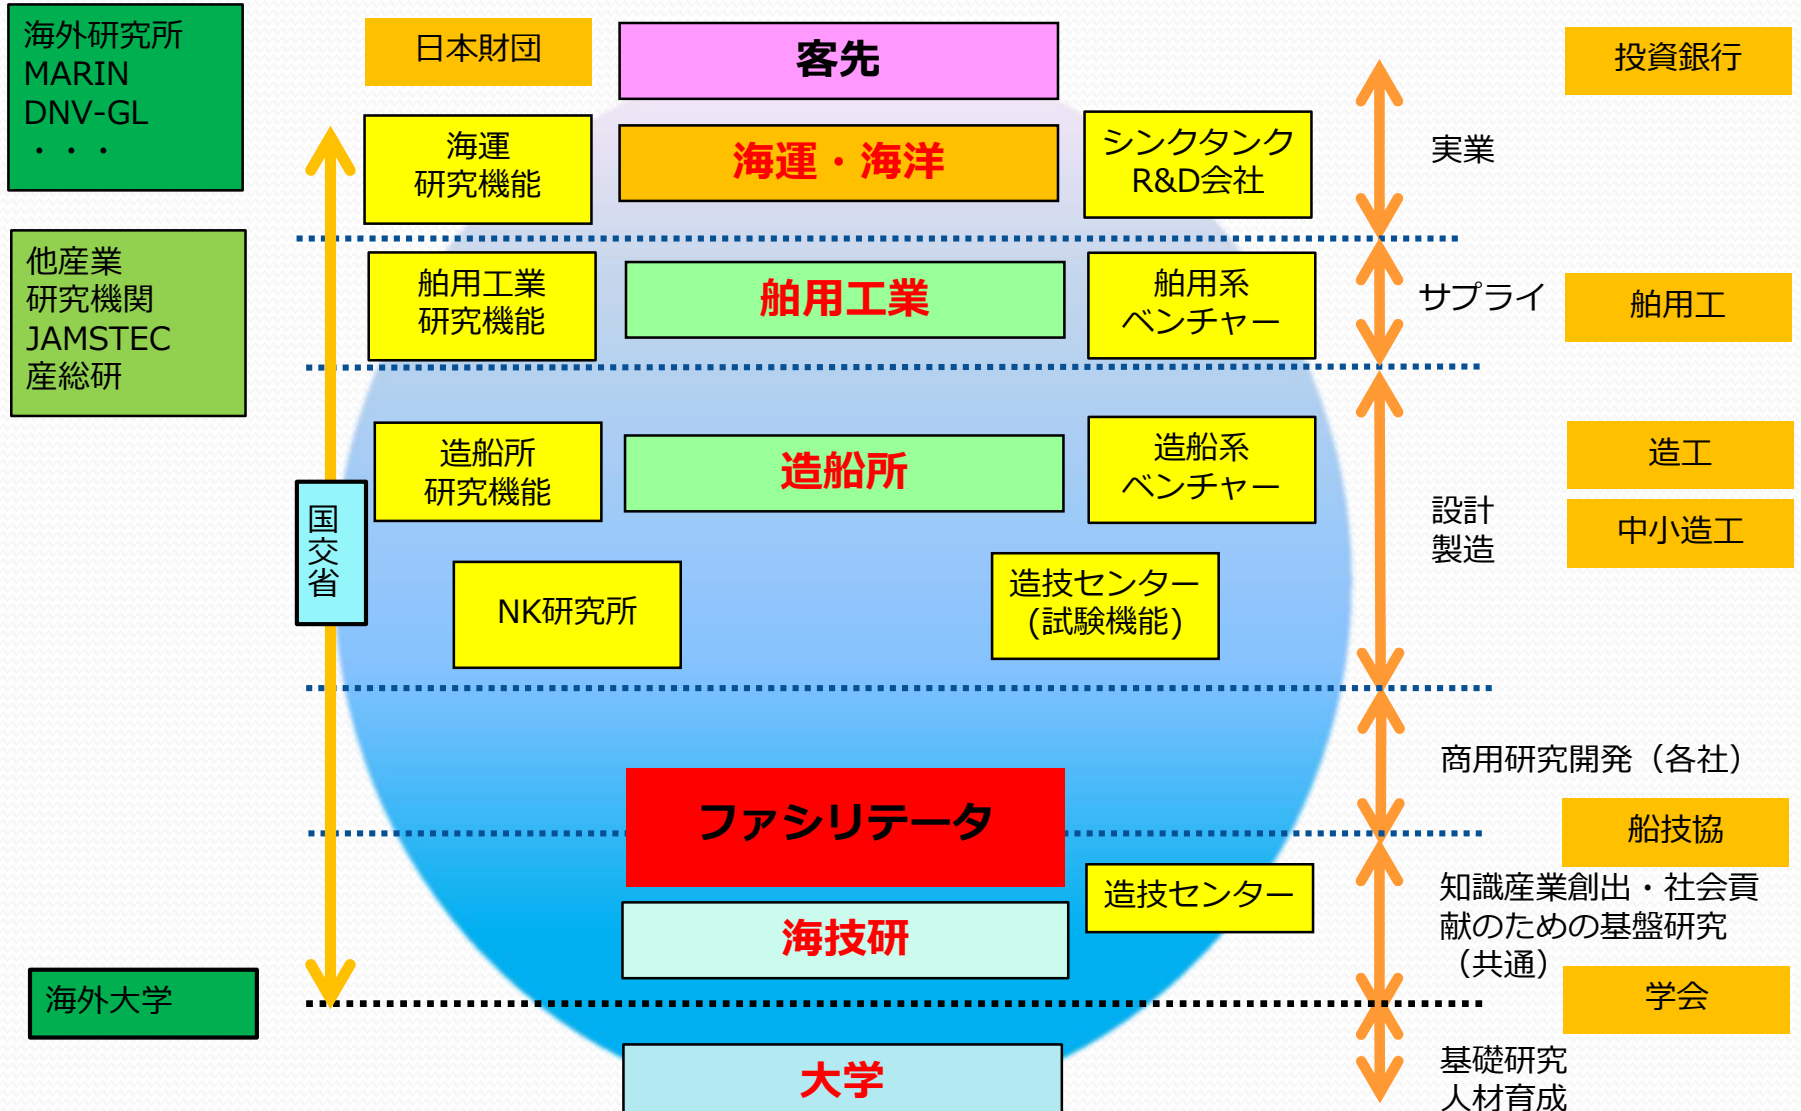 海外研究所
MARIN
DNV-GL
・・・
日本財団
客先
投資銀行
海運
研究機能
海運・海洋
シンクタンク
R&D会社
実業
他産業
研究機関
JAMSTEC
産総研
舶用工業
研究機能
舶用工業
舶用系
ベンチャー
サプライ
舶用工
造船所
研究機能
造船所
造船系
ベンチャー
造工
設計
製造
中小造工
国交省
NK研究所
造技センター
(試験機能)
商用研究開発（各社）
ファシリテータ
船技協
造技センター
知識産業創出・社会貢
献のための基盤研究
（共通）
海技研
海外大学
学会
大学
基礎研究
人材育成